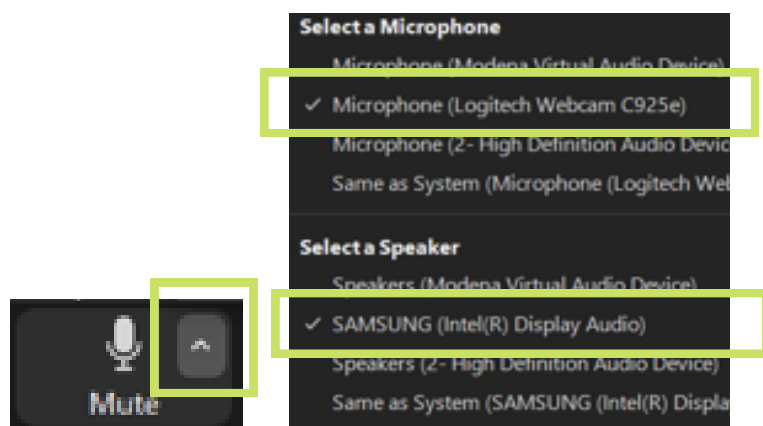 Select a Microphone
Microphone (Modena Virtual Audio Device)
✓ Microphone (Logitech Webcam C925e)
Microphone (2- High Definition Audio Devic
Same as System (Microphone (Logitech Wel
Select a Speaker
Speakers (Modena Virtual Audio Device)
✓ SAMSUNG (Intel(R) Display Audio)
Speakers (2- High Definition Audio Device)
Same as System (SAMSUNG (Intel(R) Displa
Mute